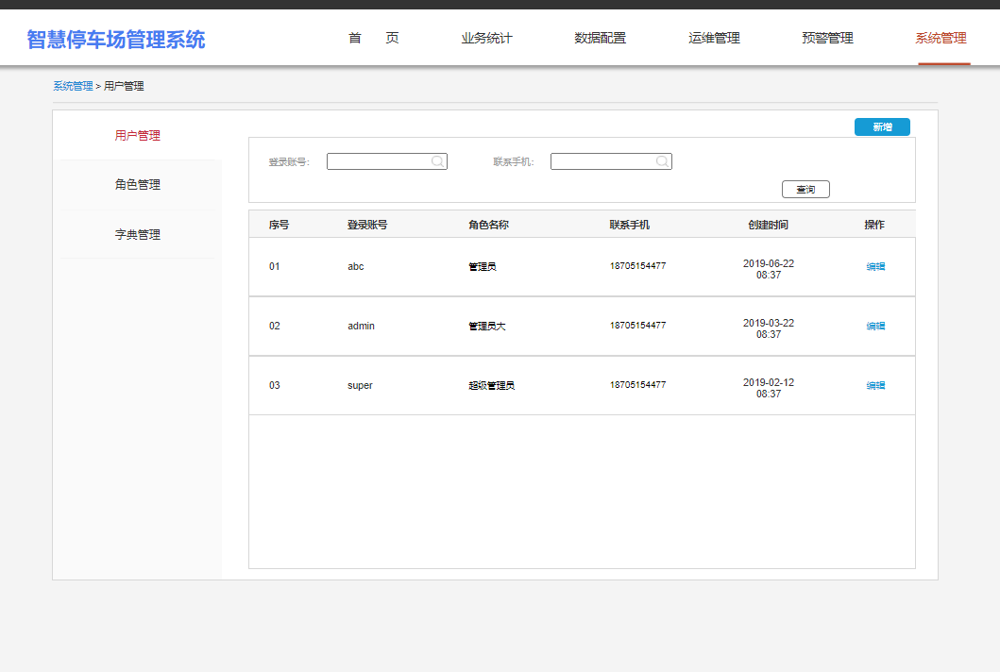 智慧停车场管理系统 首 页 业务统计 数据配置 运维管理 预警管理 系统管理
系统管理 > 用户管理
用户管理
角色管理
字典管理
新增
登录账号: 联系手机:
查询
序号 登录账号 角色名称 联系手机 创建时间 操作
01 abc 管理员 18705154477 2019-06-22 08:37 编辑
02 admin 管理员大 18705154477 2019-03-22 08:37 编辑
03 super 超级管理员 18705154477 2019-02-12 08:37 编辑